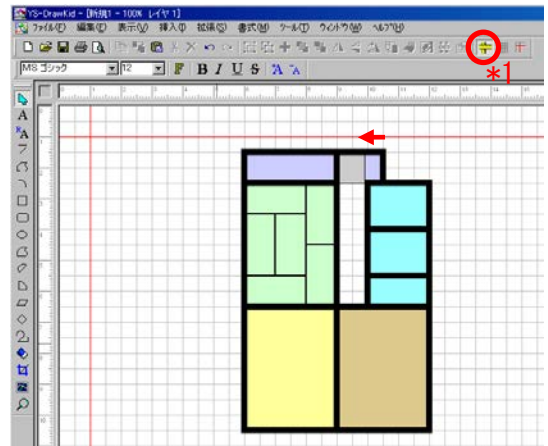 YS-DrawKid - [新規1 - 100% レイヤ 1]
ファイル(F) 編集(E) 表示(V) 挿入(I) 拡張(S) 書式(M) ツール(T) ウィンドウ(W) ヘルプ(H)
MS ゴシック 12 F B I U S A A
*1
A
A